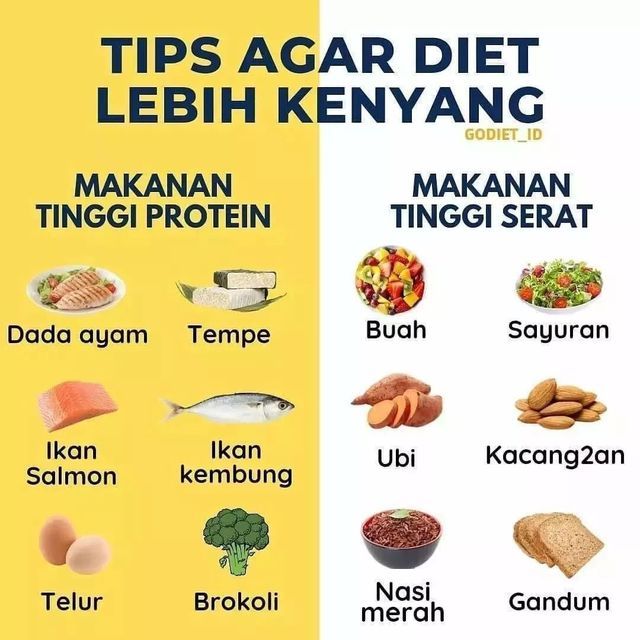 TIPS AGAR DIET
LEBIH KENYANG
GODIET_ID
MAKANAN
TINGGI PROTEIN
Dada ayam
Tempe
Ikan
Salmon
Ikan
kembung
Telur
Brokoli
MAKANAN
TINGGI SERAT
Buah
Sayuran
Ubi
Kacang2an
Nasi
merah
Gandum